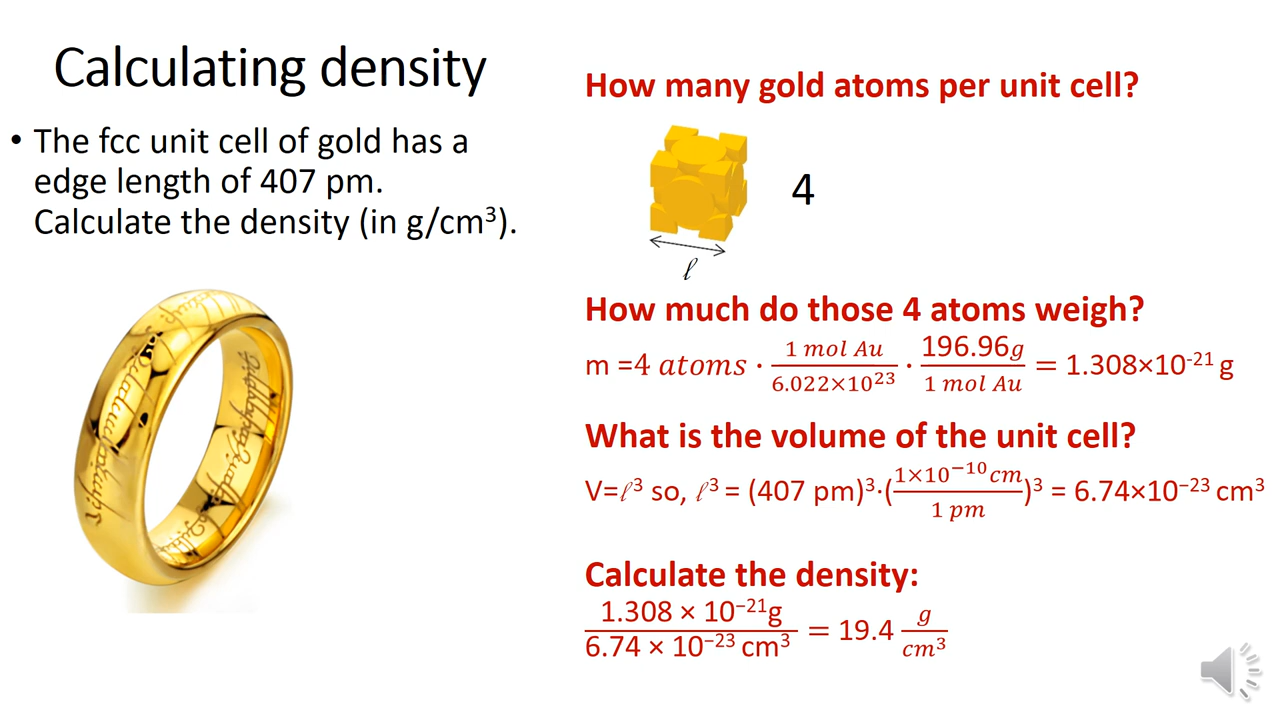 Calculating density
• The fcc unit cell of gold has a
edge length of 407 pm.
Calculate the density (in g/cm³).
How many gold atoms per unit cell?
4
ℓ
How much do those 4 atoms weigh?
m =4 atoms · 1 mol Au / 6.022×10²³ · 196.96g / 1 mol Au = 1.308×10⁻²¹ g
What is the volume of the unit cell?
V=ℓ³ so, ℓ³ = (407 pm)³·(1×10⁻¹⁰cm / 1 pm)³ = 6.74×10⁻²³ cm³
Calculate the density:
1.308 × 10⁻²¹g / 6.74 × 10⁻²³ cm³ = 19.4 g / cm³